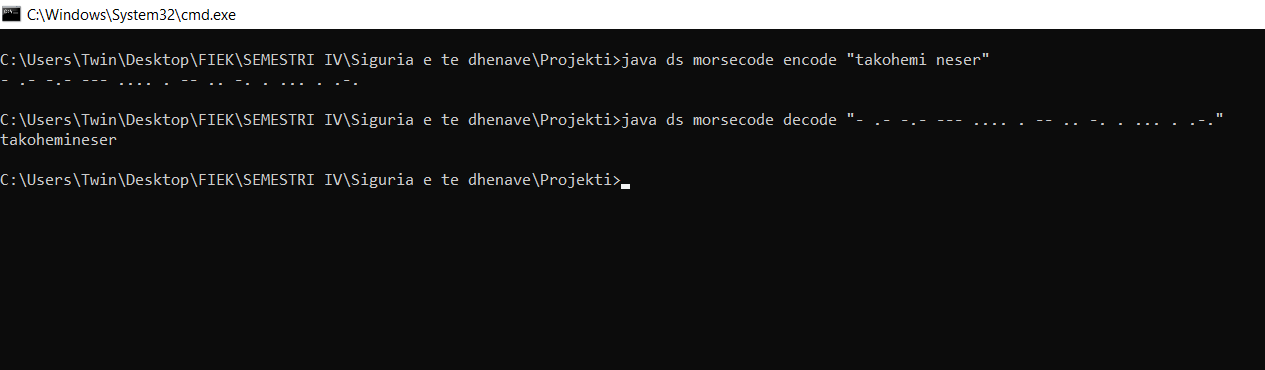 C:\Windows\System32\cmd.exe
C:\Users\Twin\Desktop\FIEK\SEMESTRI IV\Siguria e te dhenave\Projekti>java ds morsecode encode "takohemi neser"
- .- -.- --- .... . -- .. -. . ... . .-.
C:\Users\Twin\Desktop\FIEK\SEMESTRI IV\Siguria e te dhenave\Projekti>java ds morsecode decode "- .- -.- --- .... . -- .. -. . ... . .-."
takohemineser
C:\Users\Twin\Desktop\FIEK\SEMESTRI IV\Siguria e te dhenave\Projekti>